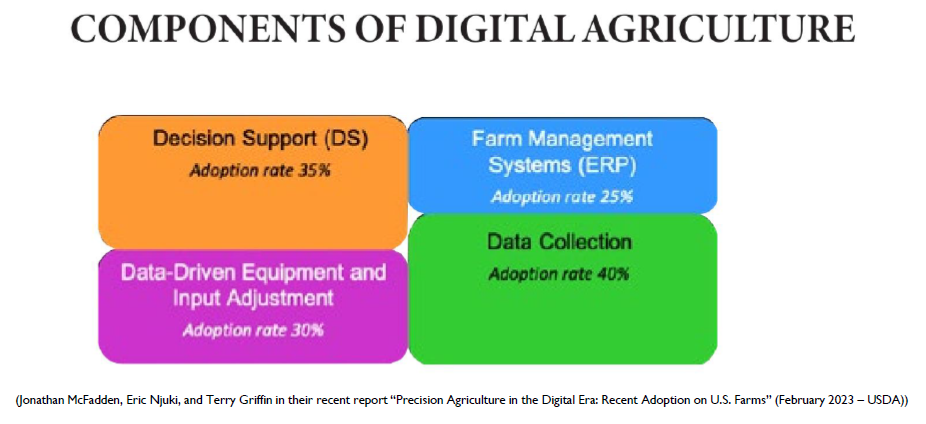 COMPONENTS OF DIGITAL AGRICULTURE
Decision Support (DS)
Adoption rate 35%
Farm Management
Systems (ERP)
Adoption rate 25%
Data-Driven Equipment and
Input Adjustment
Adoption rate 30%
Data Collection
Adoption rate 40%
(Jonathan McFadden, Eric Njuki, and Terry Griffin in their recent report “Precision Agriculture in the Digital Era: Recent Adoption on U.S. Farms” (February 2023 – USDA))